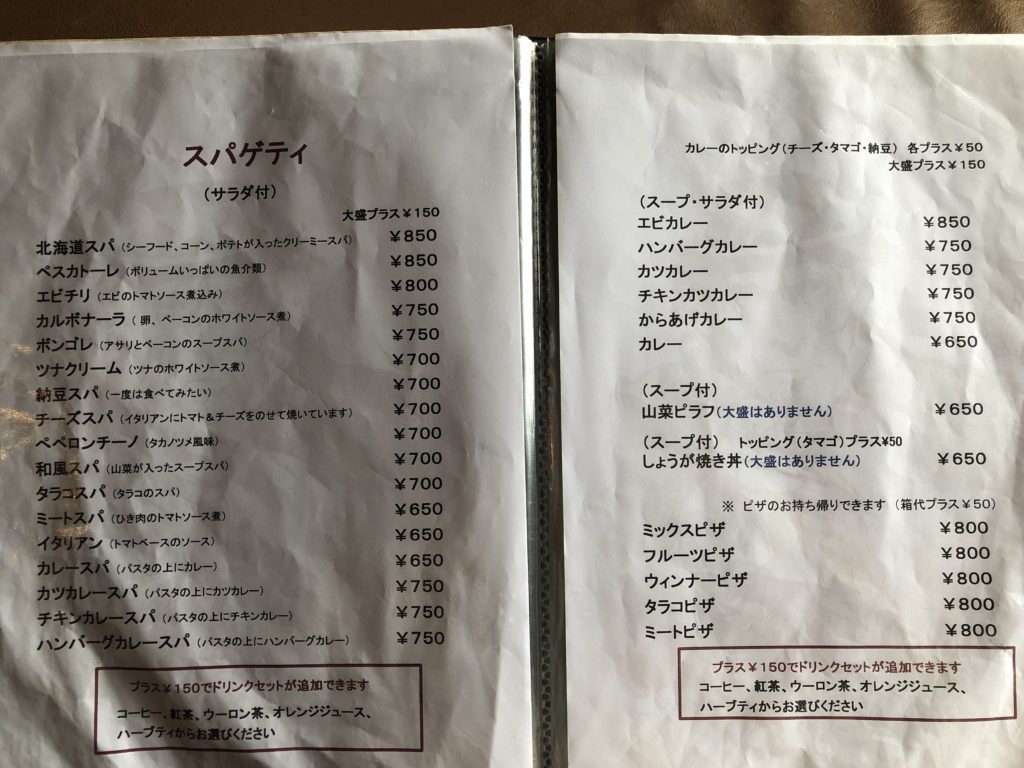 スパゲティ
（サラダ付）
大盛プラス￥150
北海道スパ（シーフード、コーン、ポテトが入ったクリーミースパ） ￥850
ペスカトーレ（ボリュームいっぱいの魚介類） ￥850
エビチリ（エビのトマトソース煮込み） ￥800
カルボナーラ（卵、ベーコンのホワイトソース煮） ￥750
ボンゴレ（アサリとベーコンのスープスパ） ￥750
ツナクリーム（ツナのホワイトソース煮） ￥700
納豆スパ（一度は食べてみたい） ￥700
チーズスパ（イタリアンにトマト＆チーズをのせて焼いています） ￥700
ペペロンチーノ（タカノツメ風味） ￥700
和風スパ（山菜が入ったスープスパ） ￥700
タラコスパ（タラコのスパ） ￥700
ミートスパ（ひき肉のトマトソース煮） ￥650
イタリアン（トマトベースのソース） ￥650
カレースパ（パスタの上にカレー） ￥650
カツカレースパ（パスタの上にカツカレー） ￥750
チキンカレースパ（パスタの上にチキンカレー） ￥750
ハンバーグカレースパ（パスタの上にハンバーグカレー） ￥750
プラス￥150でドリンクセットが追加できます
コーヒー、紅茶、ウーロン茶、オレンジジュース、
ハーブティからお選びください
カレーのトッピング（チーズ・タマゴ・納豆） 各プラス￥50
大盛プラス￥150
（スープ・サラダ付）
エビカレー ￥850
ハンバーグカレー ￥750
カツカレー ￥750
チキンカツカレー ￥750
からあげカレー ￥750
カレー ￥650
（スープ付）
山菜ピラフ（大盛はありません） ￥650
（スープ付） トッピング（タマゴ）プラス¥50
しょうが焼き丼（大盛はありません） ￥650
※ ピザのお持ち帰りできます（箱代プラス￥50）
ミックスピザ ￥800
フルーツピザ ￥800
ウィンナーピザ ￥800
タラコピザ ￥800
ミートピザ ￥800
プラス￥150でドリンクセットが追加できます
コーヒー、紅茶、ウーロン茶、オレンジジュース、
ハーブティからお選びください